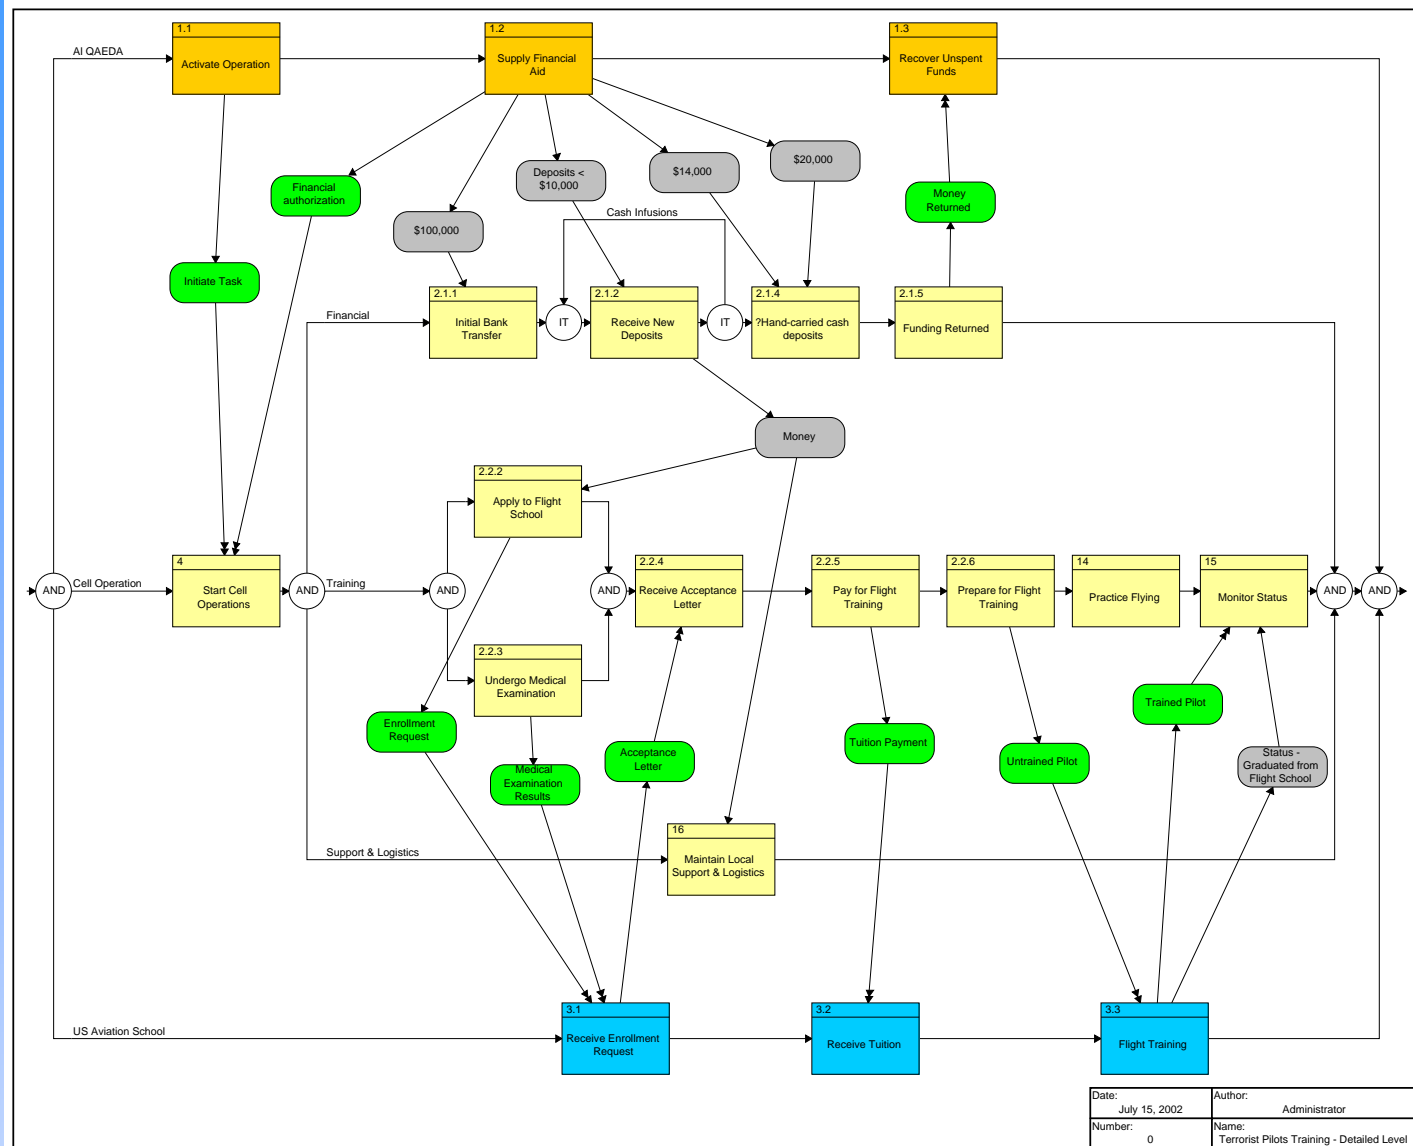 1.1
Activate Operation
1.2
Supply Financial
Aid
1.3
Recover Unspent
Funds
Al QAEDA
Financial
authorization
Deposits <
$10,000
$14,000
$20,000
$100,000
Money
Returned
Cash Infusions
Initiate Task
Financial
2.1.1
Initial Bank
Transfer
IT
2.1.2
Receive New
Deposits
IT
2.1.4
?Hand-carried cash
deposits
2.1.5
Funding Returned
Money
2.2.2
Apply to Flight
School
AND
Cell Operation
4
Start Cell
Operations
AND
Training
AND
AND
2.2.4
Receive Acceptance
Letter
2.2.5
Pay for Flight
Training
2.2.6
Prepare for Flight
Training
14
Practice Flying
15
Monitor Status
AND
AND
2.2.3
Undergo Medical
Examination
Enrollment
Request
Medical
Examination
Results
Acceptance
Letter
Tuition Payment
Untrained Pilot
Trained Pilot
Status -
Graduated from
Flight School
Support & Logistics
16
Maintain Local
Support & Logistics
US Aviation School
3.1
Receive Enrollment
Request
3.2
Receive Tuition
3.3
Flight Training
Date:
July 15, 2002
Author:
Administrator
Number:
0
Name:
Terrorist Pilots Training - Detailed Level